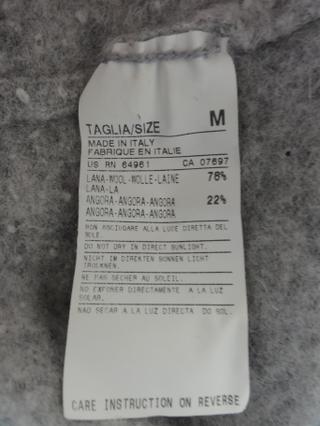 TAGLIA/SIZE M
MADE IN ITALY
FABRIQUE EN ITALIE
US RN 64961 CA 07697
LANA-WOOL-WOLLE-LAINE 78%
LANA-LA
ANGORA-ANGORA-ANGORA 22%
ANGORA-ANGORA-ANGORA
NON ASCIUGARE ALLA LUCE DIRETTA DEL
SOLE.
DO NOT DRY IN DIRECT SUNLIGHT.
NICHT IM DIREKTEN SONNEN LICHT
TROCKNEN.
NE PAS SECHER AU SOLEIL.
NO EXPONER DIRECTAMENTE A LA LUZ
SOLAR.
NAO SECAR A LA LUZ DIRECTA DO SOL.
CARE INSTRUCTION ON REVERSE